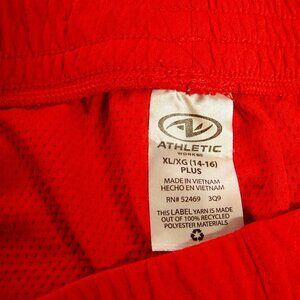 ATHLETIC
WORKS®
XL/XG (14-16)
PLUS
MADE IN VIETNAM
HECHO EN VIETNAM
RN# 52469 3Q9
THIS LABEL YARN IS MADE
OUT OF 100% RECYCLED
POLYESTER MATERIALS